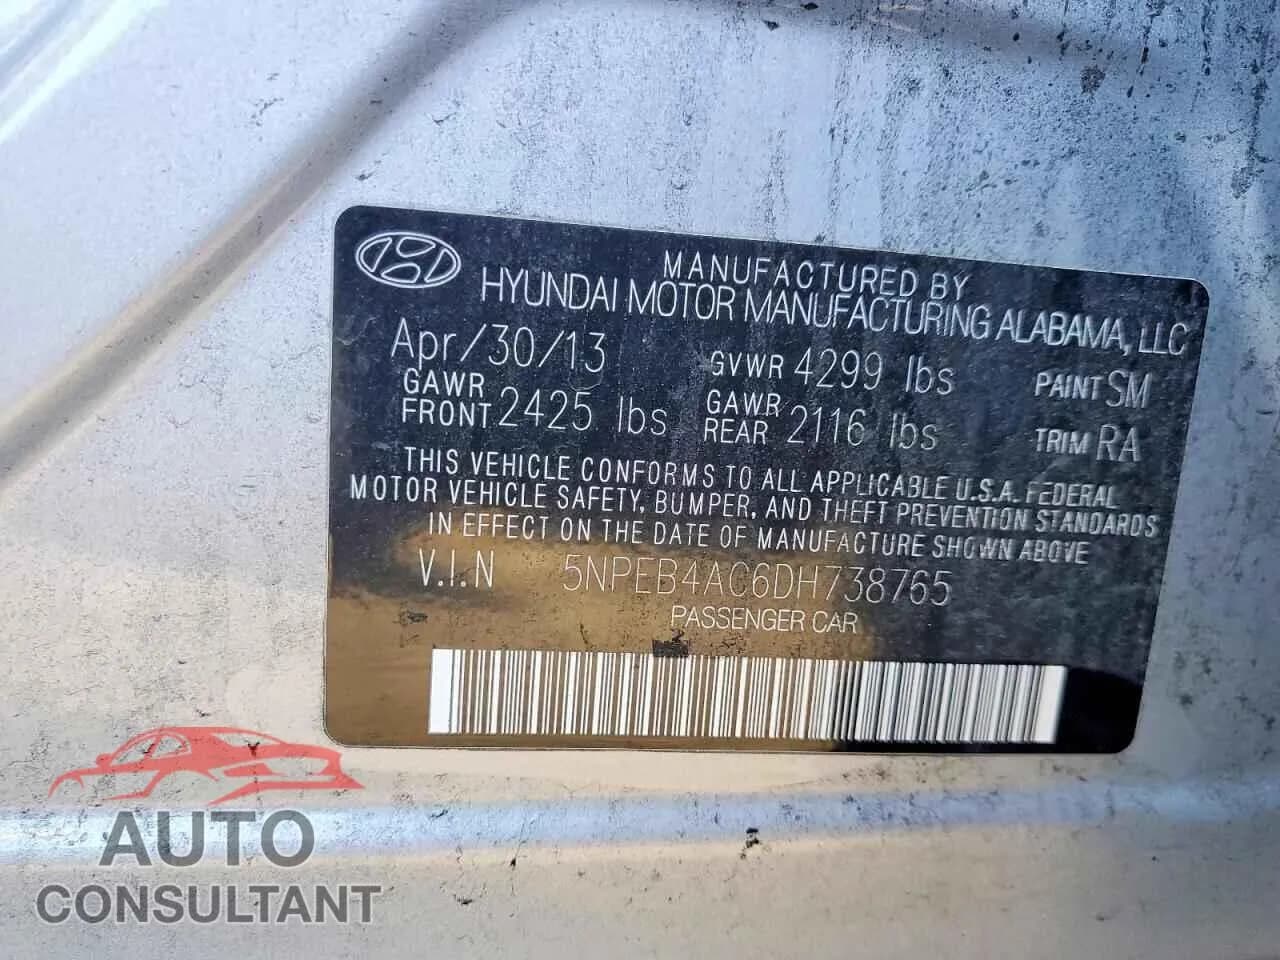 MANUFACTURED BY
HYUNDAI MOTOR MANUFACTURING ALABAMA, LLC
Apr/30/13 GVWR 4299 lbs PAINT SM
GAWR FRONT 2425 lbs GAWR REAR 2116 lbs TRIM RA
THIS VEHICLE CONFORMS TO ALL APPLICABLE U.S.A. FEDERAL
MOTOR VEHICLE SAFETY, BUMPER, AND THEFT PREVENTION STANDARDS
IN EFFECT ON THE DATE OF MANUFACTURE SHOWN ABOVE
V.I.N 5NPEB4AC6DH738765
PASSENGER CAR
AUTO
CONSULTANT